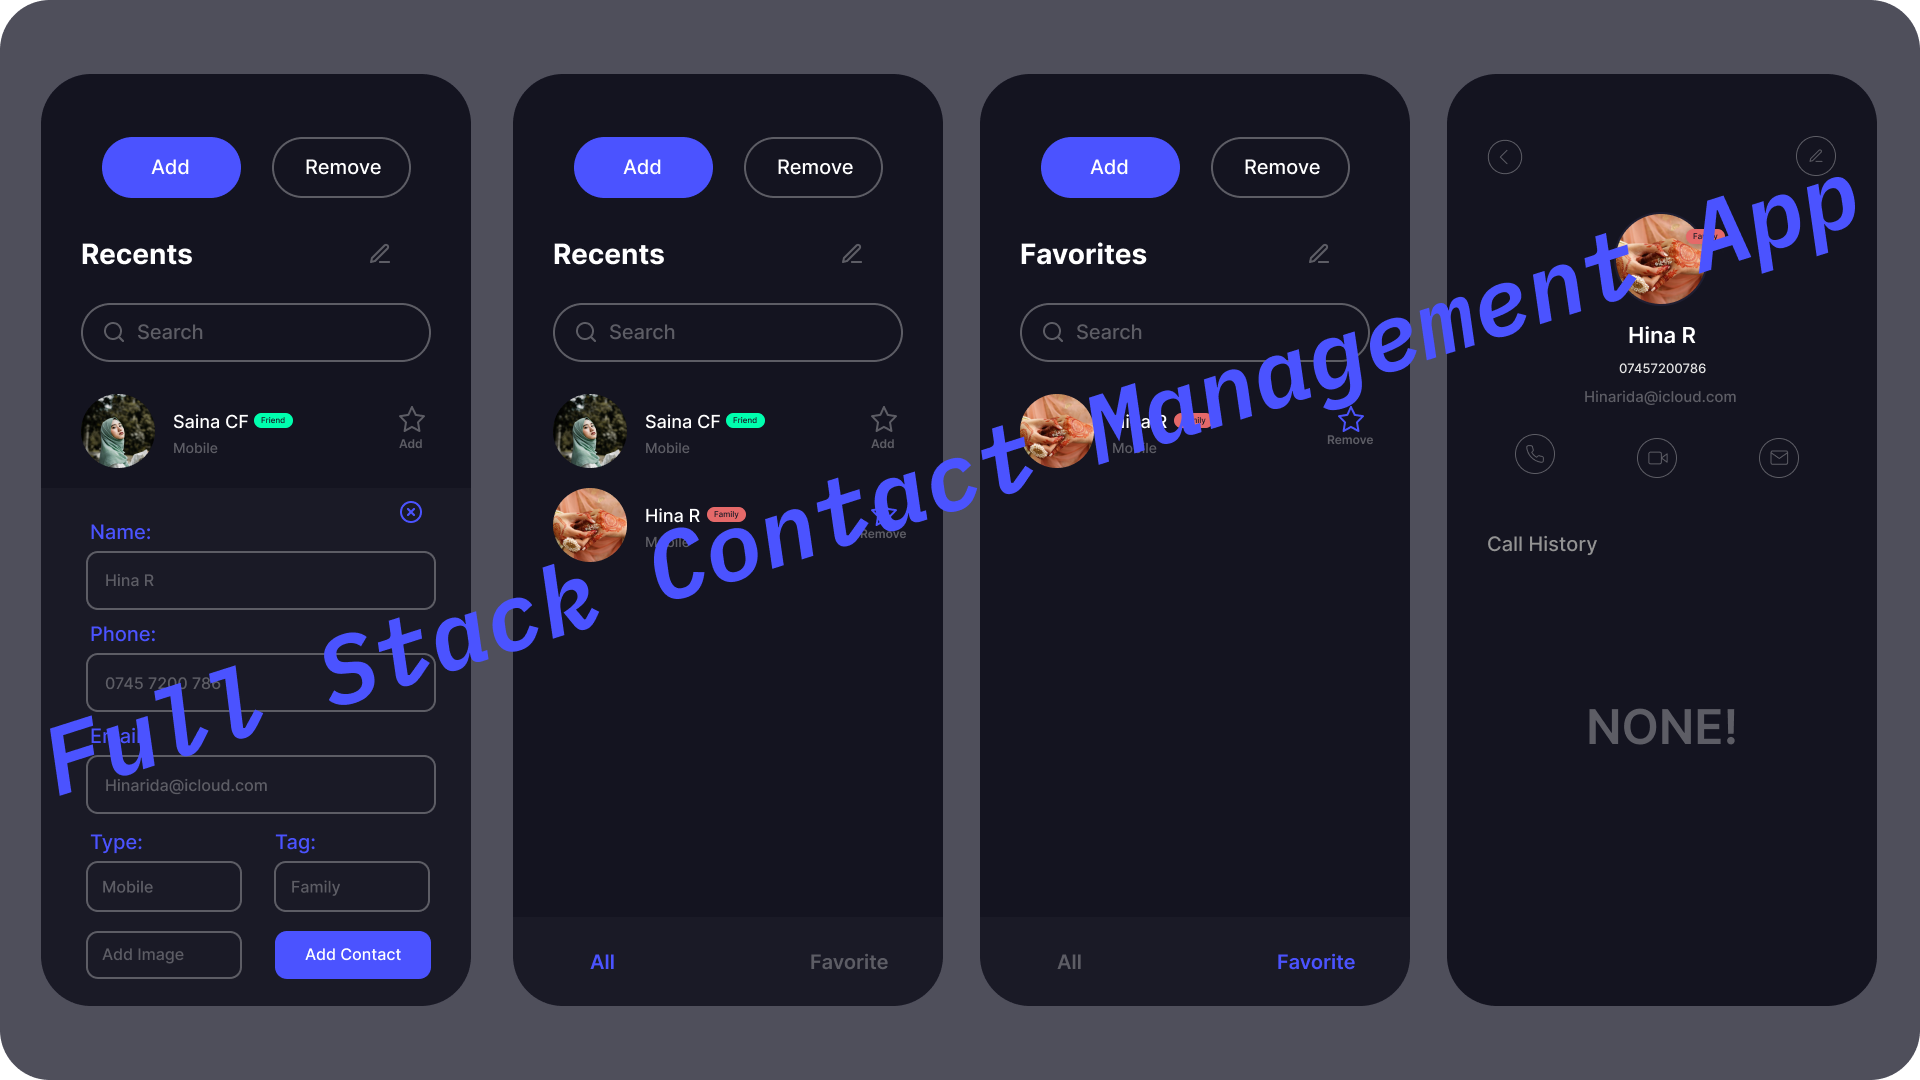 Add
Remove
Recents
Search
Saina CF Friend
Mobile
Add
Name:
Hina R
Phone:
0745 7200 786
Email:
Hinarida@icloud.com
Type:
Tag:
Mobile
Family
Add Image
Add Contact
Add
Remove
Recents
Search
Saina CF Friend
Mobile
Add
Hina R Family
Mobile
Remove
All
Favorite
Add
Remove
Favorites
Search
Hina R Family
Mobile
Remove
All
Favorite
Family
Hina R
07457200786
Hinarida@icloud.com
Call History
NONE!
Full Stack Contact Management App